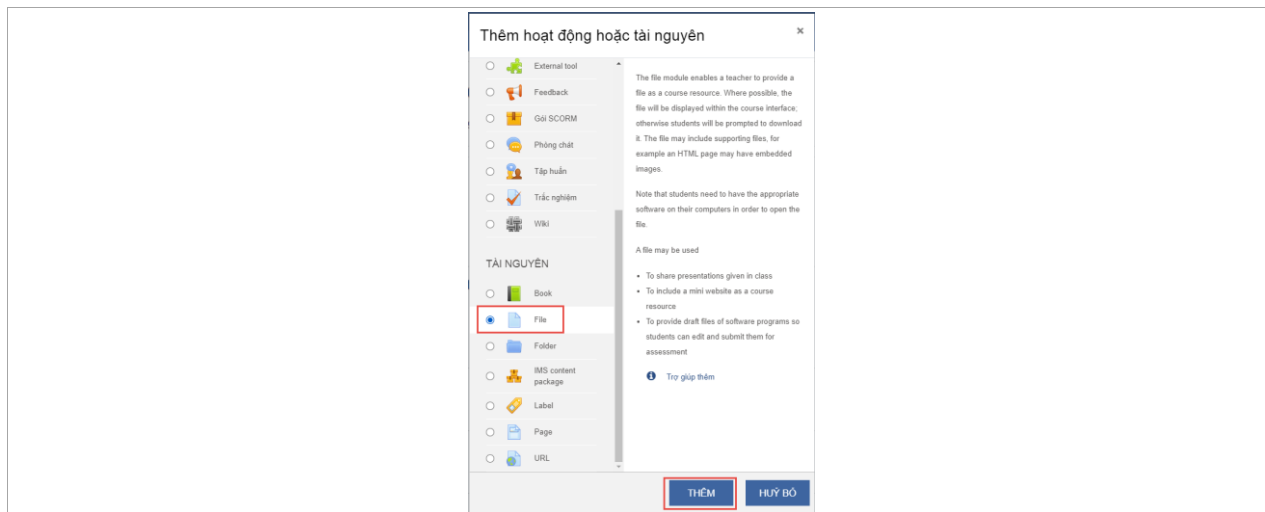 Thêm hoạt động hoặc tài nguyên ×
External tool
Feedback
Gói SCORM
Phòng chát
Tập huấn
Trắc nghiệm
Wiki
TÀI NGUYÊN
Book
File
Folder
IMS content
package
Label
Page
URL
The file module enables a teacher to provide a
file as a course resource. Where possible, the
file will be displayed within the course interface;
otherwise students will be prompted to download
it. The file may include supporting files, for
example an HTML page may have embedded
images.
Note that students need to have the appropriate
software on their computers in order to open the
file.
A file may be used
• To share presentations given in class
• To include a mini website as a course
resource
• To provide draft files of software programs so
students can edit and submit them for
assessment
Trợ giúp thêm
THÊM
HUỶ BỎ